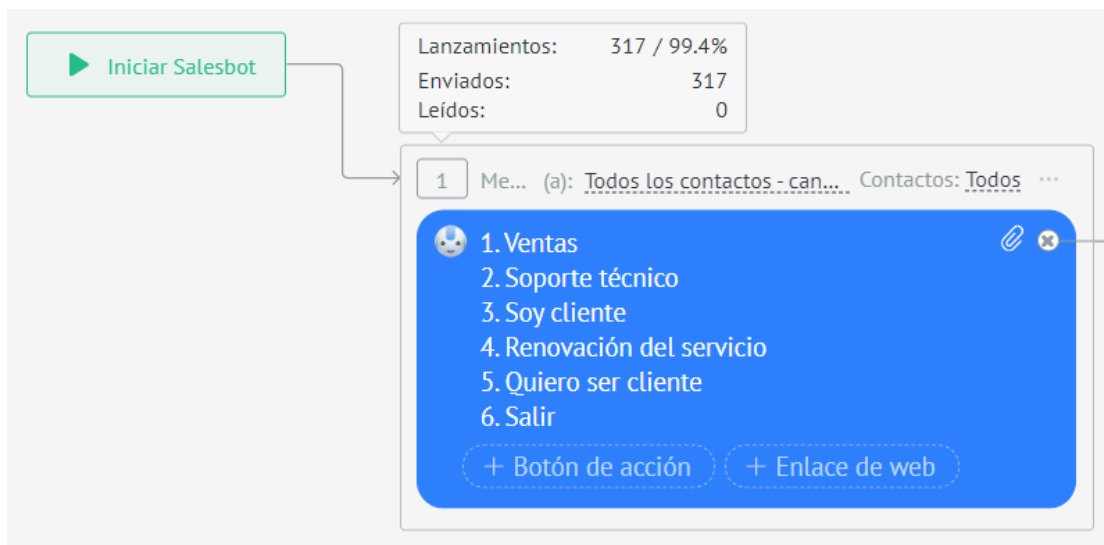 Iniciar Salesbot
Lanzamientos: 317 / 99.4%
Enviados: 317
Leídos: 0
1 Me... (a): Todos los contactos - can... Contactos: Todos ...
1. Ventas
2. Soporte técnico
3. Soy cliente
4. Renovación del servicio
5. Quiero ser cliente
6. Salir
+ Botón de acción + Enlace de web